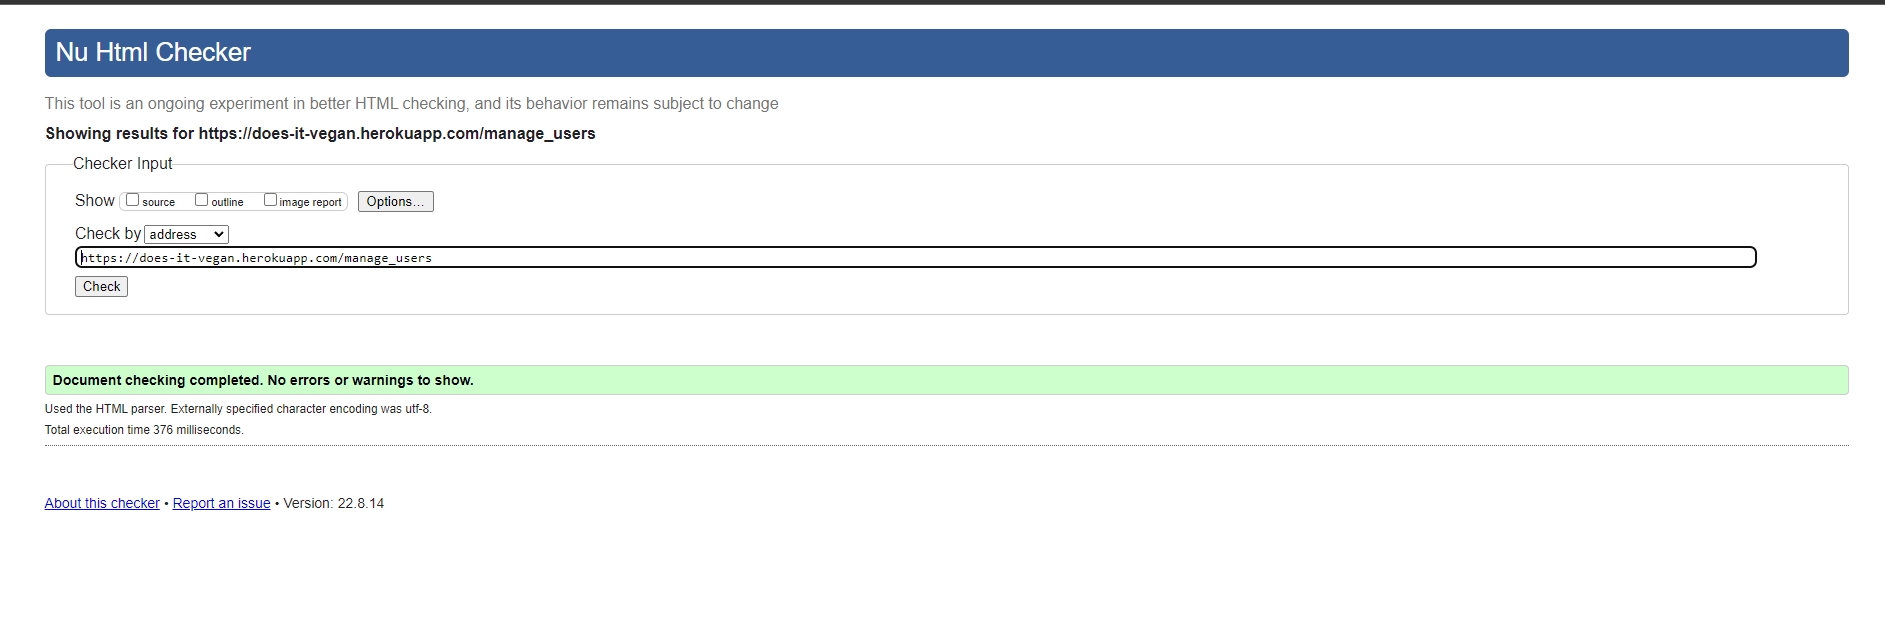 Nu Html Checker
This tool is an ongoing experiment in better HTML checking, and its behavior remains subject to change
Showing results for https://does-it-vegan.herokuapp.com/manage_users
Checker Input
Show source outline image report Options...
Check by address
https://does-it-vegan.herokuapp.com/manage_users
Check
Document checking completed. No errors or warnings to show.
Used the HTML parser. Externally specified character encoding was utf-8.
Total execution time 376 milliseconds.
About this checker • Report an issue • Version: 22.8.14